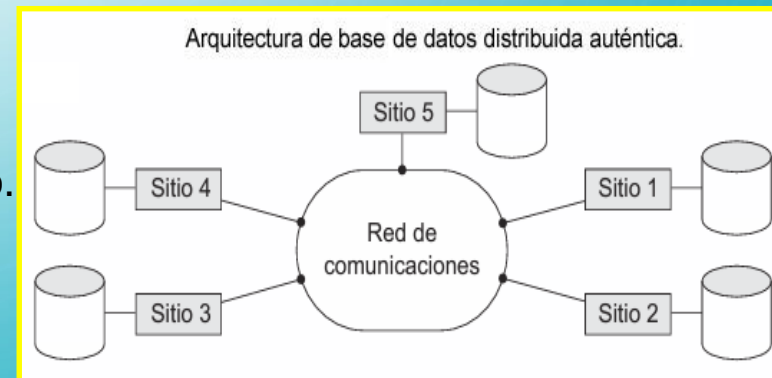 Arquitectura de base de datos distribuida auténtica.
Sitio 5
Sitio 4
Sitio 1
Red de
comunicaciones
Sitio 3
Sitio 2